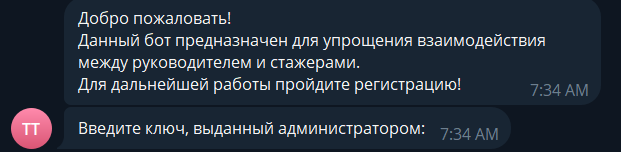 Добро пожаловать!
Данный бот предназначен для упрощения взаимодействия
между руководителем и стажерами.
Для дальнейшей работы пройдите регистрацию!
7:34 AM
ТТ
Введите ключ, выданный администратором:
7:34 AM